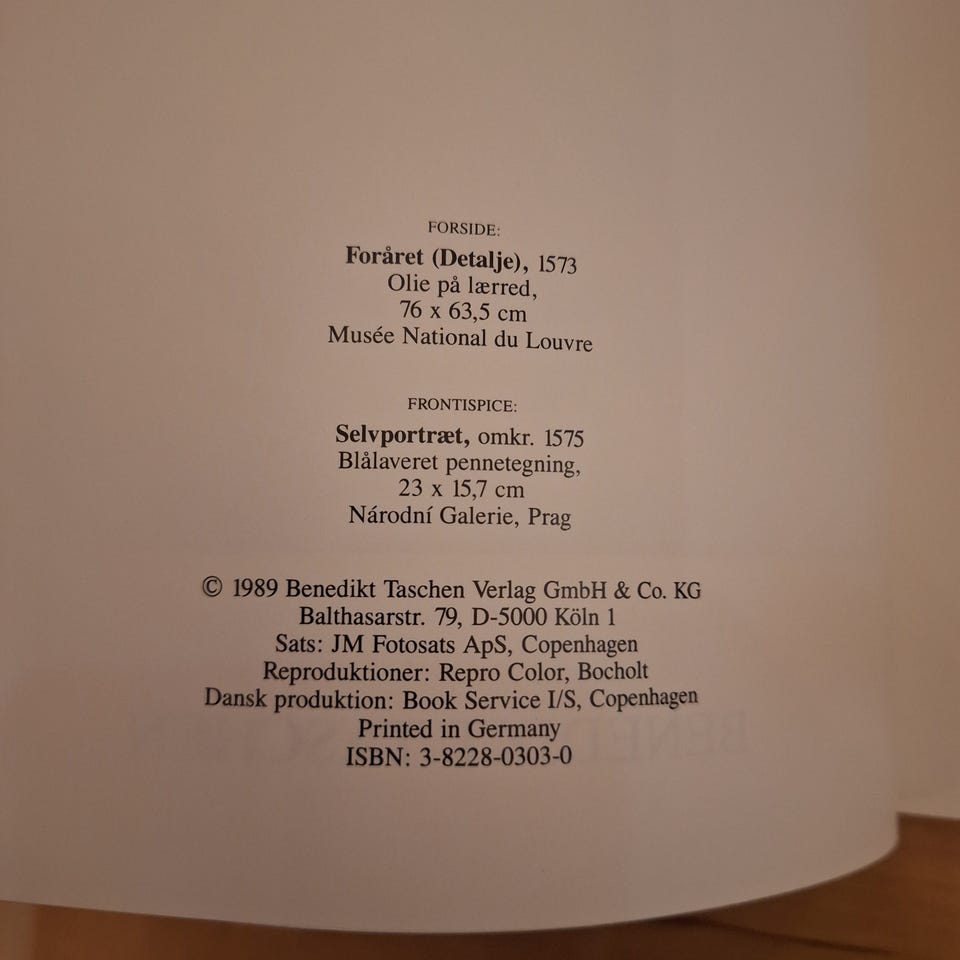 FORSIDE:
Foråret (Detalje), 1573
Olie på lærred,
76 x 63,5 cm
Musée National du Louvre
FRONTISPICE:
Selvportræt, omkr. 1575
Blålaveret pennetegning,
23 x 15,7 cm
Národní Galerie, Prag
© 1989 Benedikt Taschen Verlag GmbH & Co. KG
Balthasarstr. 79, D-5000 Köln 1
Sats: JM Fotosats ApS, Copenhagen
Reproduktioner: Repro Color, Bocholt
Dansk produktion: Book Service I/S, Copenhagen
Printed in Germany
ISBN: 3-8228-0303-0